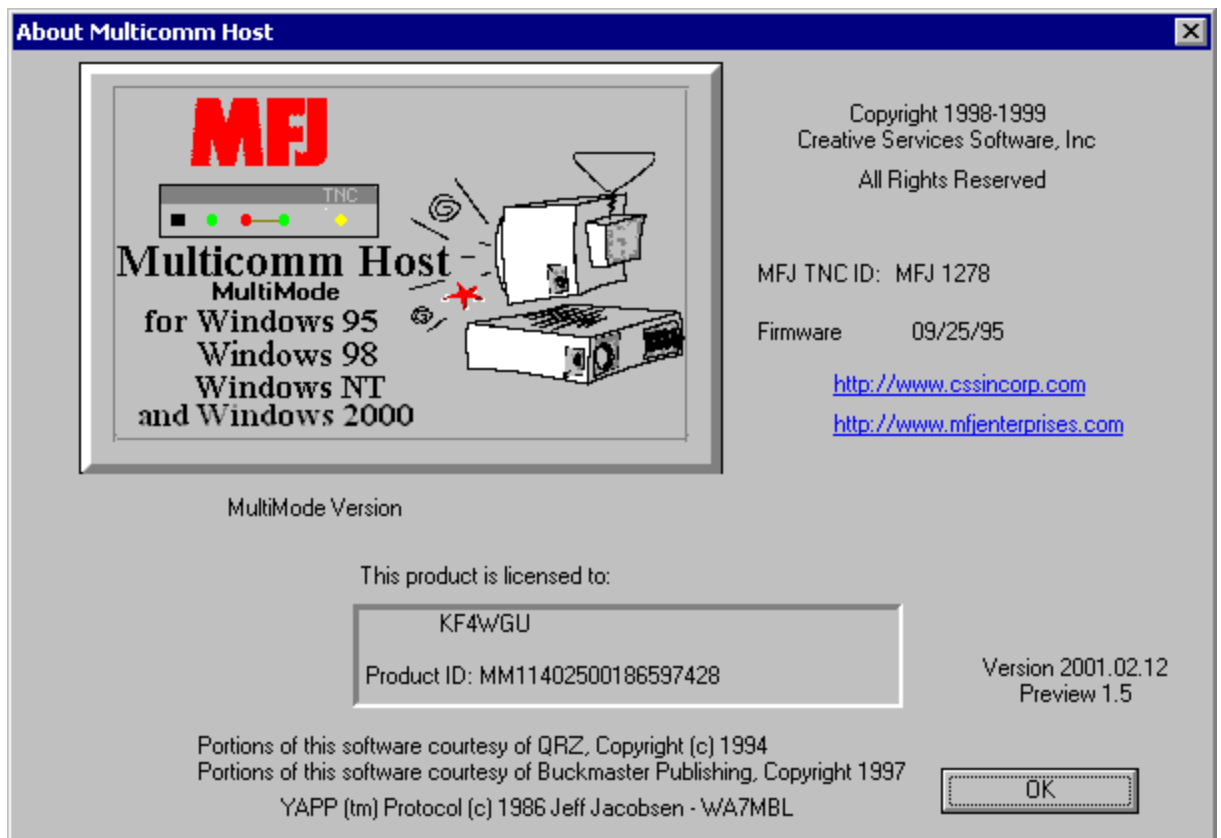 About Multicomm Host
MFJ
TNC
Multicomm Host
MultiMode
for Windows 95
Windows 98
Windows NT
and Windows 2000
Copyright 1998-1999
Creative Services Software, Inc
All Rights Reserved
MFJ TNC ID: MFJ 1278
Firmware 09/25/95
http://www.cssincorp.com
http://www.mfjenterprises.com
MultiMode Version
This product is licensed to:
KF4WGU
Product ID: MM11402500186597428
Version 2001.02.12
Preview 1.5
Portions of this software courtesy of QRZ, Copyright (c) 1994
Portions of this software courtesy of Buckmaster Publishing, Copyright 1997
YAPP (tm) Protocol (c) 1986 Jeff Jacobsen - WA7MBL
OK